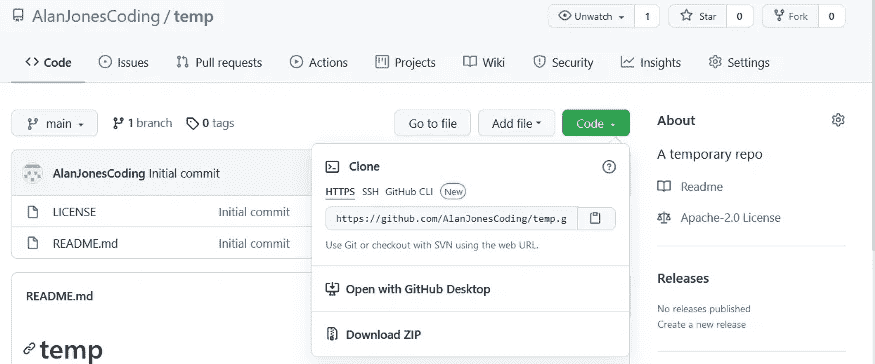 AlanJonesCoding / temp
Unwatch 1 Star 0 Fork 0
Code Issues Pull requests Actions Projects Wiki Security Insights Settings
main 1 branch 0 tags Go to file Add file Code
About
AlanJonesCoding Initial commit
Clone
A temporary repo
HTTPS SSH GitHub CLI New
Readme
LICENSE Initial commit
https://github.com/AlanJonesCoding/temp.g
Apache-2.0 License
README.md Initial commit
Use Git or checkout with SVN using the web URL.
Releases
README.md
Open with GitHub Desktop
No releases published
Create a new release
Download ZIP
temp